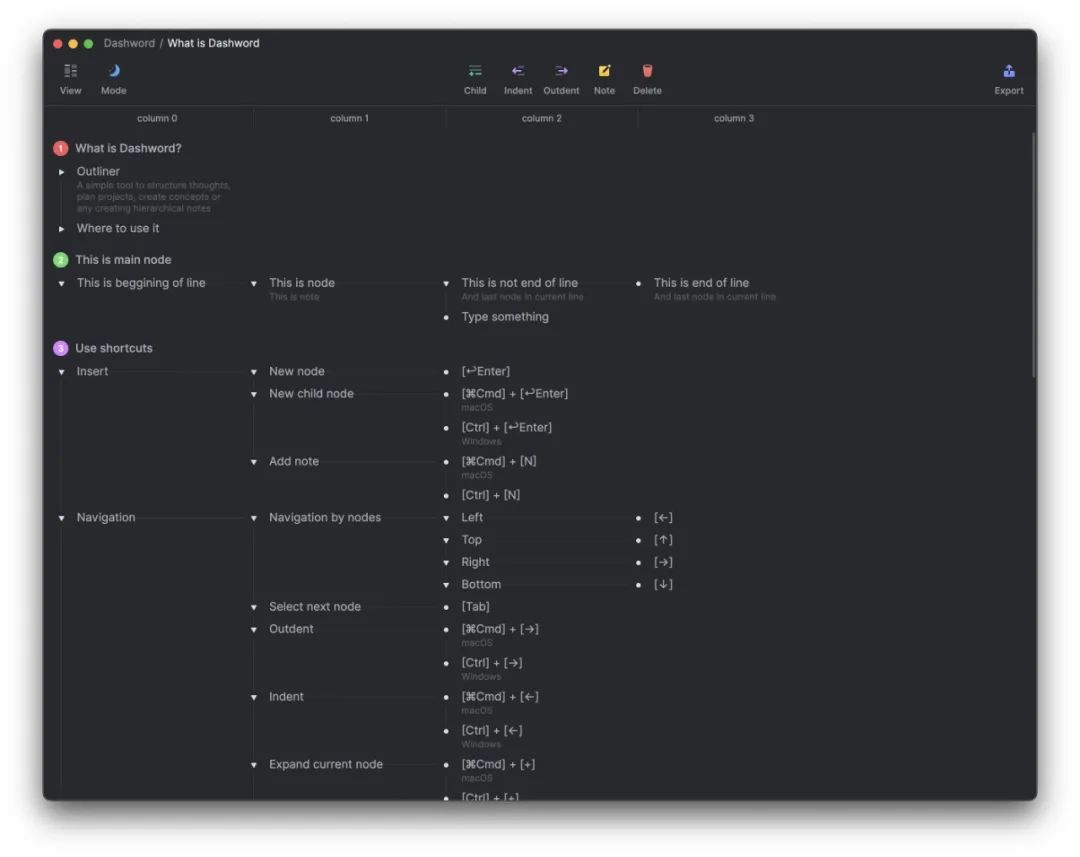 Dashword / What is Dashword
View Mode Child Indent Outdent Note Delete Export
column 0 column 1 column 2 column 3
1 What is Dashword?
Outliner
A simple tool to structure thoughts,
plan projects, create concepts or
any creating hierarchical notes
Where to use it
2 This is main node
This is beggining of line This is node This is not end of line This is end of line
This is note And last node in current line And last node in current line
Type something
3 Use shortcuts
Insert New node [↩Enter]
New child node [⌘Cmd] + [↩Enter]
macOS
[Ctrl] + [↩Enter]
Windows
Add note [⌘Cmd] + [N]
macOS
[Ctrl] + [N]
Navigation Navigation by nodes Left [←]
Top [↑]
Right [→]
Bottom [↓]
Select next node [Tab]
Outdent [⌘Cmd] + [→]
macOS
[Ctrl] + [→]
Windows
Indent [⌘Cmd] + [←]
macOS
[Ctrl] + [←]
Windows
Expand current node [⌘Cmd] + [+]
macOS
[Ctrl] + [+]